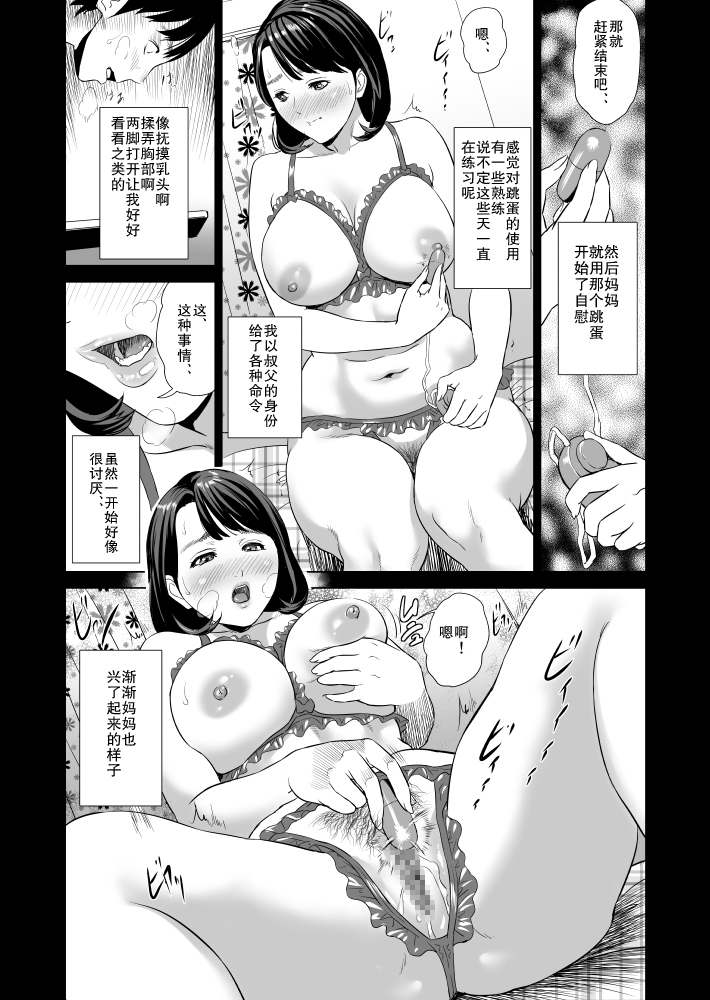 那就
赶紧结束吧、、
然后妈妈
就用那个跳蛋
开始了自慰
嗯、、
感觉对跳蛋的使用
有一些熟练
说不定这些天一直
在练习呢
我以叔父的身份
给了各种命令
像抚摸乳头啊
揉弄胸部啊
两脚打开让我好好
看看之类的
这、
这种事情、、
虽然一开始好像
很讨厌、、
嗯啊
！
渐渐妈妈也
兴了起来的样子